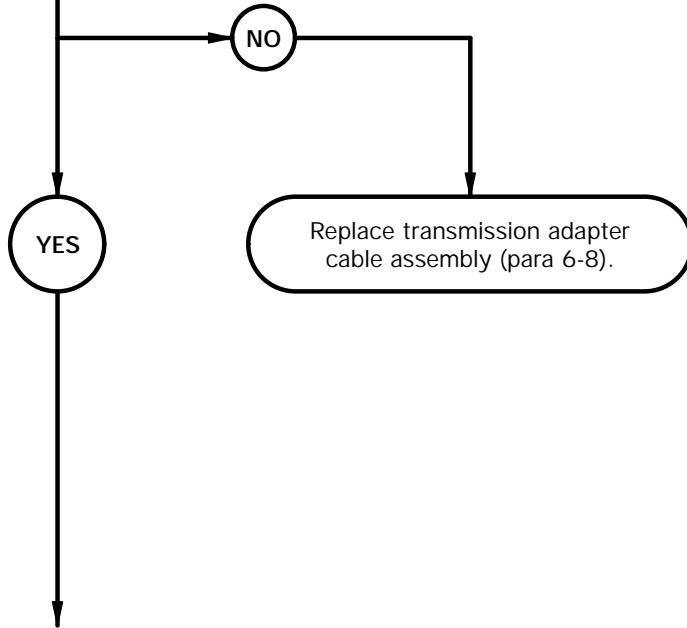 NO
YES
Replace transmission adapter
cable assembly (para 6-8).